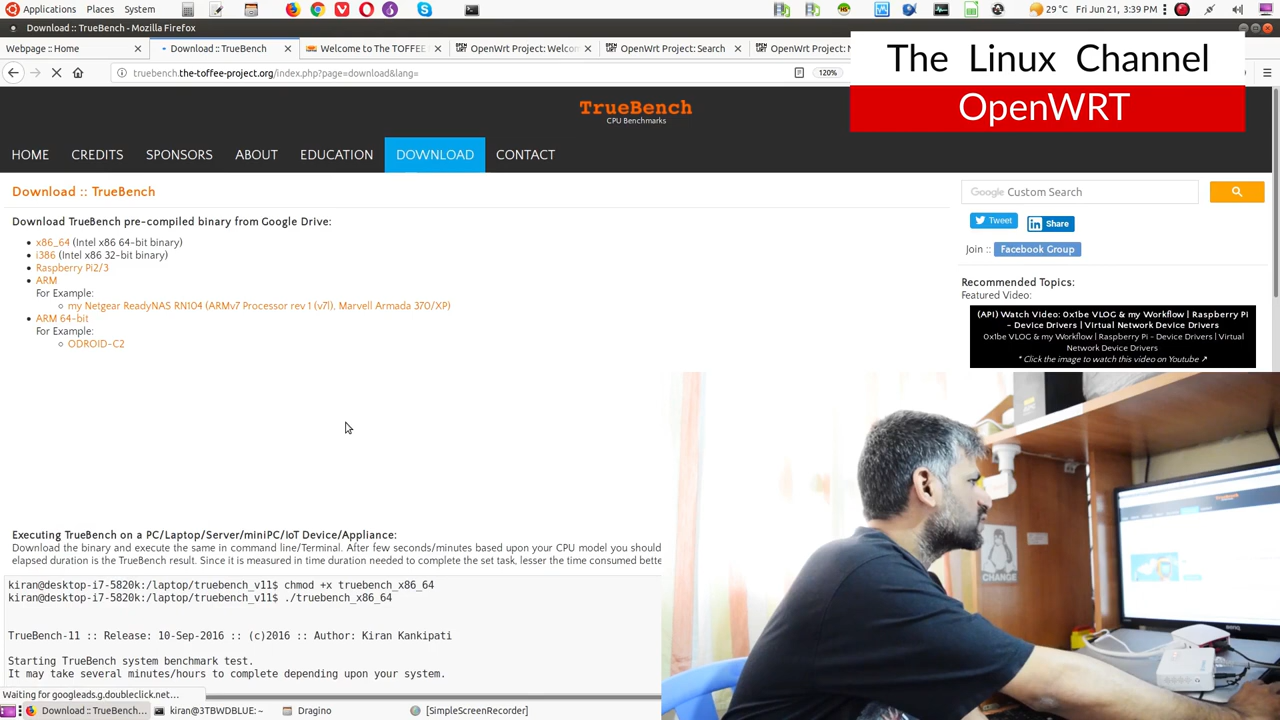 Applications Places System
29 °C Fri Jun 21, 3:39 PM
Download :: TrueBench - Mozilla Firefox
Webpage :: Home
Download :: TrueBench
Welcome to The TOFFEE
OpenWrt Project: Welcom
OpenWrt Project: Search
OpenWrt Project:
truebench.the-toffee-project.org/index.php?page=download&lang=
120%
The Linux Channel
OpenWRT
TrueBench
CPU Benchmarks
HOME CREDITS SPONSORS ABOUT EDUCATION DOWNLOAD CONTACT
Download :: TrueBench
Download TrueBench pre-compiled binary from Google Drive:
x86_64 (Intel x86 64-bit binary)
i386 (Intel x86 32-bit binary)
Raspberry Pi2/3
ARM
For Example:
my Netgear ReadyNAS RN104 (ARMv7 Processor rev 1 (v7l), Marvell Armada 370/XP)
ARM 64-bit
For Example:
ODROID-C2
Google Custom Search
Tweet
Share
Join :: Facebook Group
Recommended Topics:
Featured Video:
(API) Watch Video: 0x1be VLOG & my Workflow | Raspberry Pi
- Device Drivers | Virtual Network Device Drivers
0x1be VLOG & my Workflow | Raspberry Pi - Device Drivers | Virtual
Network Device Drivers
* Click the image to watch this video on Youtube ↗
Executing TrueBench on a PC/Laptop/Server/miniPC/IoT Device/Appliance:
Download the binary and execute the same in command line/Terminal. After few seconds/minutes based upon your CPU model you should
elapsed duration is the TrueBench result. Since it is measured in time duration needed to complete the set task, lesser the time consumed bette
kiran@desktop-i7-5820k:/laptop/truebench_v11$ chmod +x truebench_x86_64
kiran@desktop-i7-5820k:/laptop/truebench_v11$ ./truebench_x86_64
TrueBench-11 :: Release: 10-Sep-2016 :: (c)2016 :: Author: Kiran Kankipati
Starting TrueBench system benchmark test.
It may take several minutes/hours to complete depending upon your system.
Waiting for googleads.g.doubleclick.net...
Download :: TrueBench...
kiran@3TBWDBLUE: ~
Dragino
[SimpleScreenRecorder]
CHANGE
benq